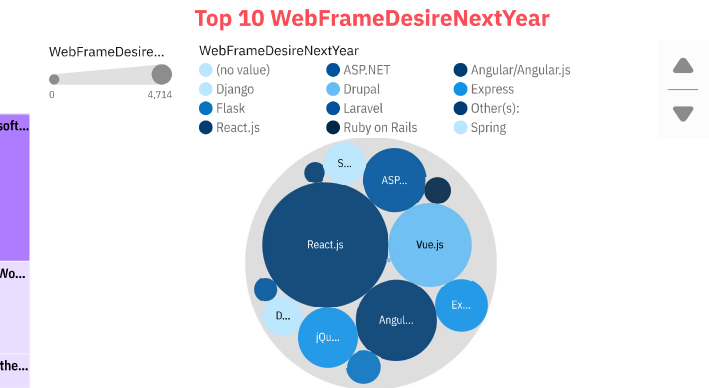 Top 10 WebFrameDesireNextYear
WebFrameDesire...
0 4,714
WebFrameDesireNextYear
(no value) ASP.NET Angular/Angular.js
Django Drupal Express
Flask Laravel Other(s):
React.js Ruby on Rails Spring
soft...
Wo...
the...
S...
ASP...
React.js
Vue.js
D...
jQu...
Angul...
Ex...